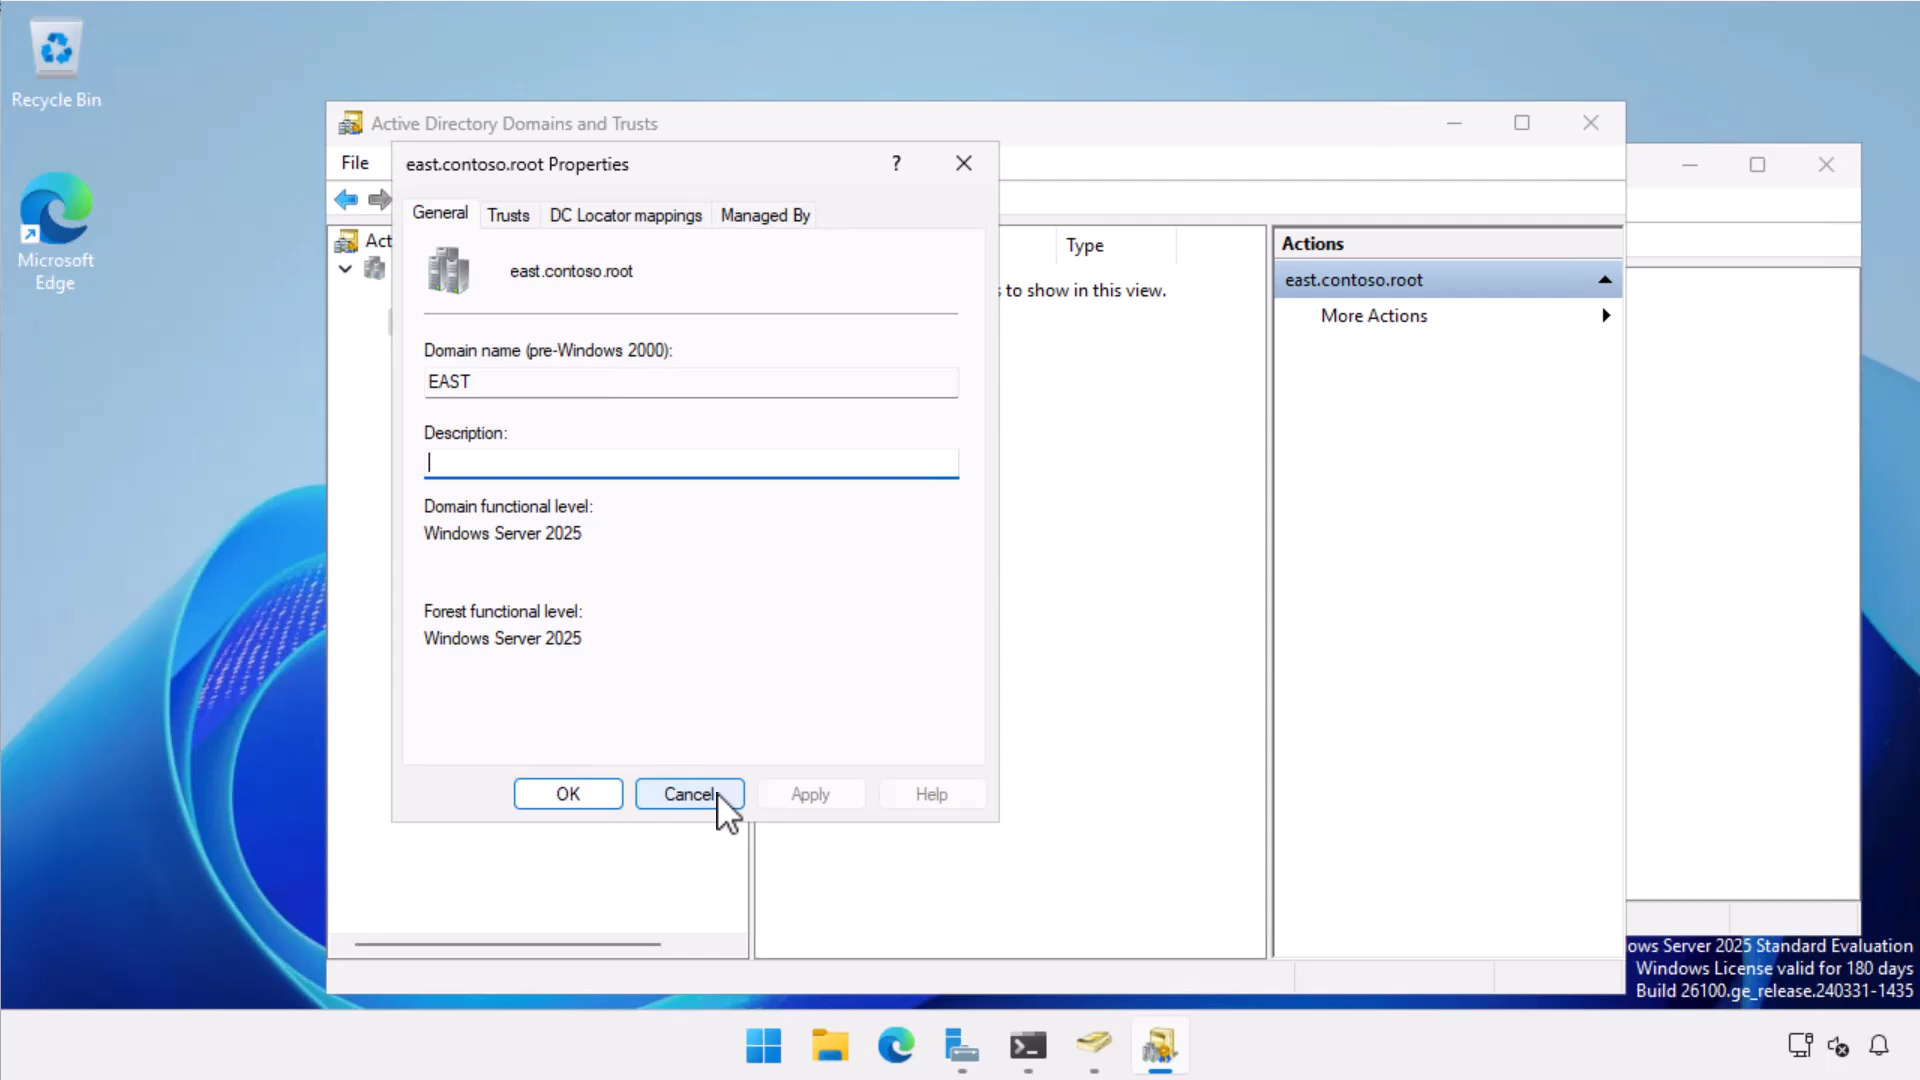 Recycle Bin
Microsoft
Edge
Active Directory Domains and Trusts
File
east.contoso.root Properties
?
General
Trusts
DC Locator mappings
Managed By
Act
east.contoso.root
Type
s to show in this view.
Actions
east.contoso.root
More Actions
Domain name (pre-Windows 2000):
EAST
Description:
Domain functional level:
Windows Server 2025
Forest functional level:
Windows Server 2025
OK
Cancel
Apply
Help
ows Server 2025 Standard Evaluation
Windows License valid for 180 days
Build 26100.ge_release.240331-1435